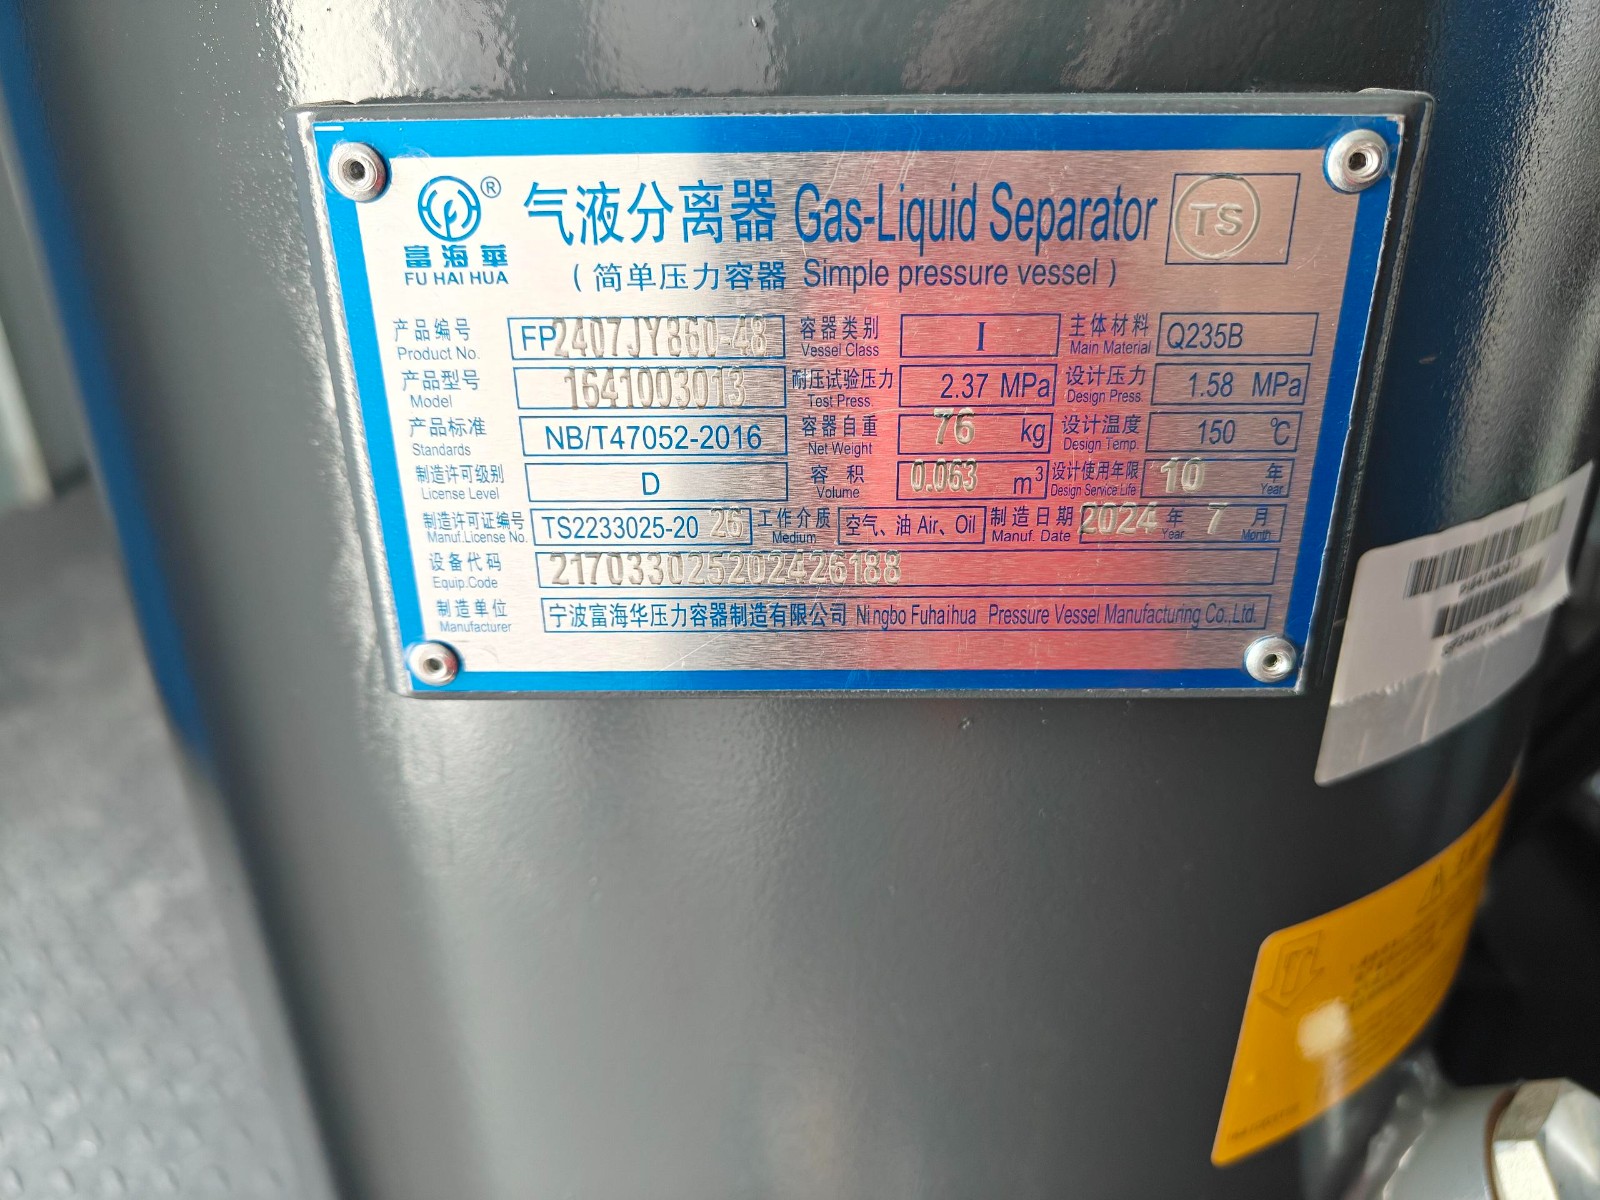 富海華® 气液分离器 Gas-Liquid Separator TS
FU HAI HUA (简单压力容器 Simple pressure vessel)
产品编号 Product No. FP2407JY860-48 容器类别 Vessel Class I 主体材料 Main Material Q235B
产品型号 Model 1641003013 耐压试验压力 Test Press. 2.37 MPa 设计压力 Design Press. 1.58 MPa
产品标准 Standards NB/T47052-2016 容器自重 Net Weight 76 kg 设计温度 Design Temp. 150 ℃
制造许可级别 License Level D 容积 Volume 0.063 m³ 设计使用年限 Design Service Life 10 年 Year
制造许可证编号 Manuf.License No. TS2233025-2026 工作介质 Medium 空气、油 Air、Oil 制造日期 Manuf. Date 2024 年 Year 7 月 Month
设备代码 Equip.Code 217033025202426188
制造单位 Manufacturer 宁波富海华压力容器制造有限公司 Ningbo Fuhaihua Pressure Vessel Manufacturing Co.,Ltd.